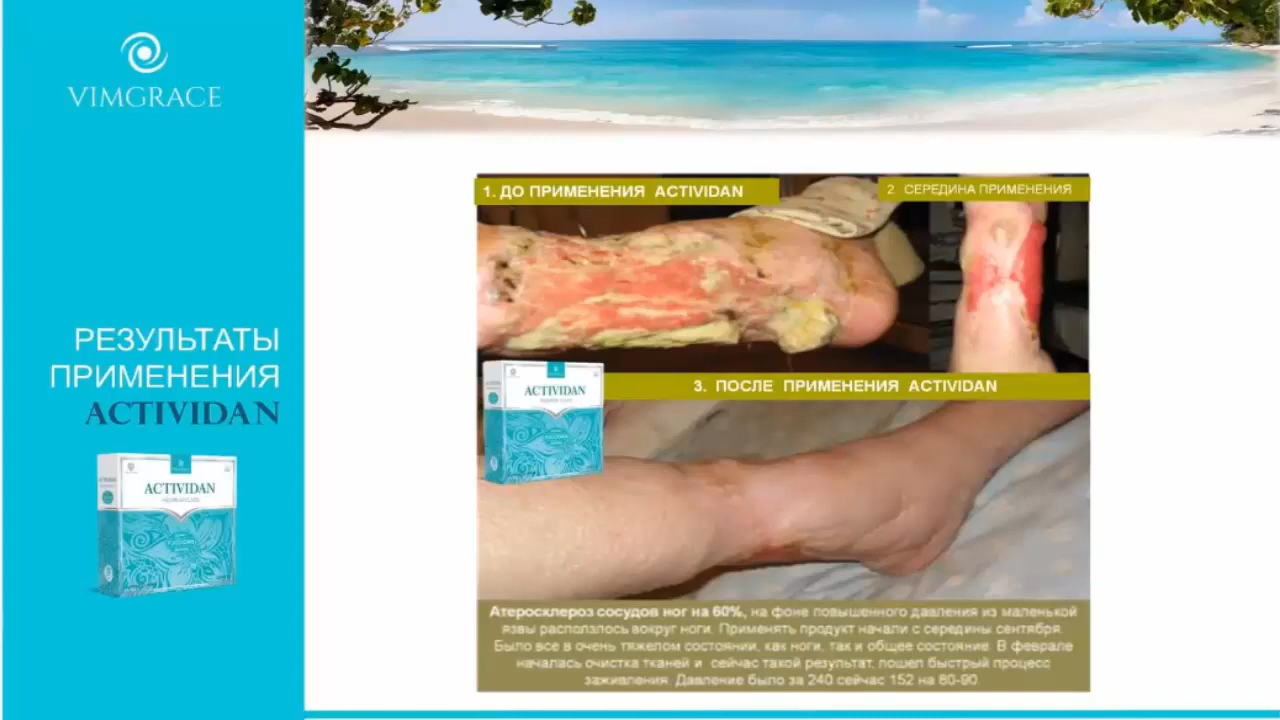 VIMGRACE
РЕЗУЛЬТАТЫ
ПРИМЕНЕНИЯ
ACTIVIDAN
ACTIVIDAN
1. ДО ПРИМЕНЕНИЯ ACTIVIDAN
2 СЕРЕДИНА ПРИМЕНЕНИЯ
ACTIVIDAN
3. ПОСЛЕ ПРИМЕНЕНИЯ ACTIVIDAN
Атеросклероз сосудов ног на 60%, на фоне повышенного давления из маленькой
язвы расползлось вокруг ноги. Применять продукт начали с середины сентября.
Было все в очень тяжелом состоянии, как ноги, так и общее состояние. В феврале
началась очистка тканей и сейчас такой результат, пошел быстрый процесс
заживления. Давление было за 240 сейчас 152 на 80-90.